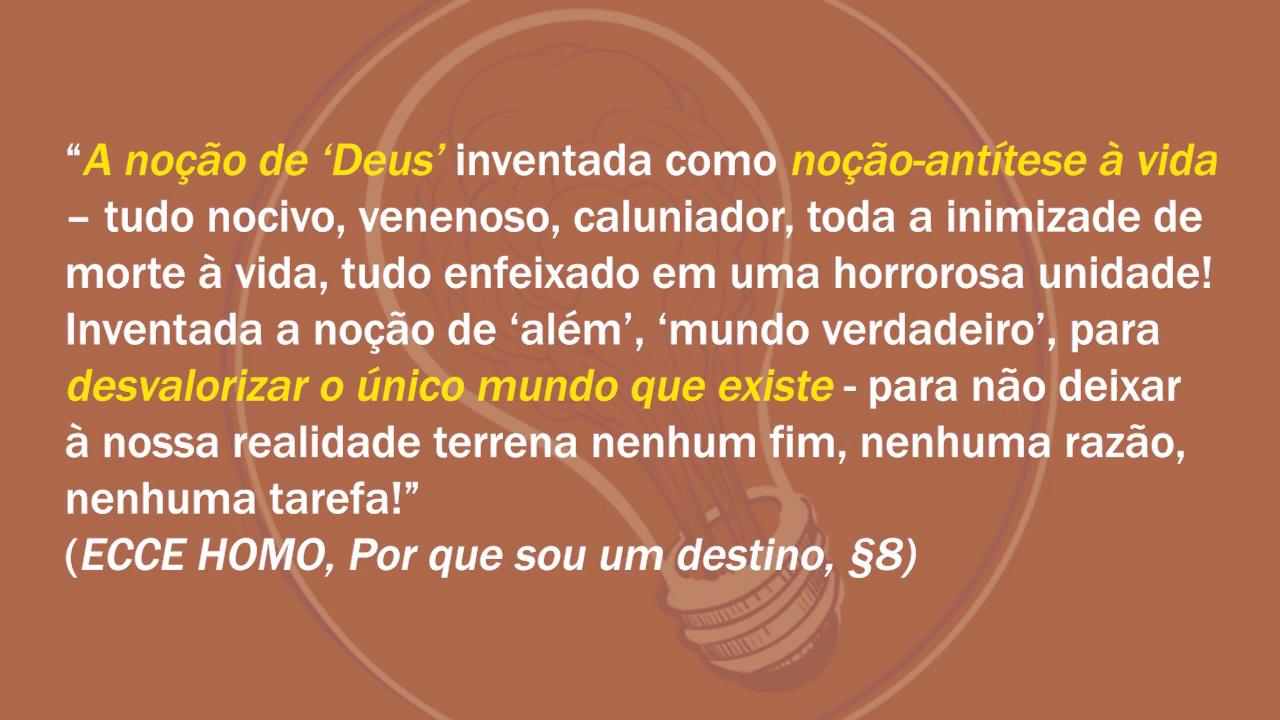 “A noção de ‘Deus’ inventada como noção-antítese à vida
– tudo nocivo, venenoso, caluniador, toda a inimizade de
morte à vida, tudo enfeixado em uma horrorosa unidade!
Inventada a noção de ‘além’, ‘mundo verdadeiro’, para
desvalorizar o único mundo que existe - para não deixar
à nossa realidade terrena nenhum fim, nenhuma razão,
nenhuma tarefa!”
(ECCE HOMO, Por que sou um destino, §8)